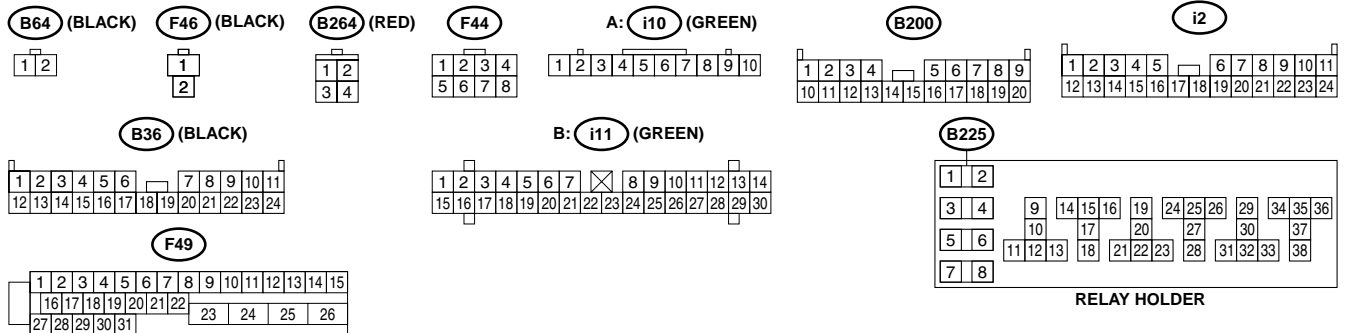 B64 (BLACK) F46 (BLACK) B264 (RED) F44 A: i10 (GREEN) B200 i2
1 2
1
2
1 2
3 4
1 2 3 4
5 6 7 8
1 2 3 4 5 6 7 8 9 10
1 2 3 4 5 6 7 8 9
10 11 12 13 14 15 16 17 18 19 20
1 2 3 4 5 6 7 8 9 10 11
12 13 14 15 16 17 18 19 20 21 22 23 24
B36 (BLACK) B: i11 (GREEN) B225
1 2 3 4 5 6 7 8 9 10 11
12 13 14 15 16 17 18 19 20 21 22 23 24
1 2 3 4 5 6 7 8 9 10 11 12 13 14
15 16 17 18 19 20 21 22 23 24 25 26 27 28 29 30
1 2
3 4 9 14 15 16 19 24 25 26 29 34 35 36
5 6 10 17 20 27 30 37
11 12 13 18 21 22 23 28 31 32 33 38
7 8
RELAY HOLDER
F49
1 2 3 4 5 6 7 8 9 10 11 12 13 14 15
16 17 18 19 20 21 22 23 24 25 26
27 28 29 30 31